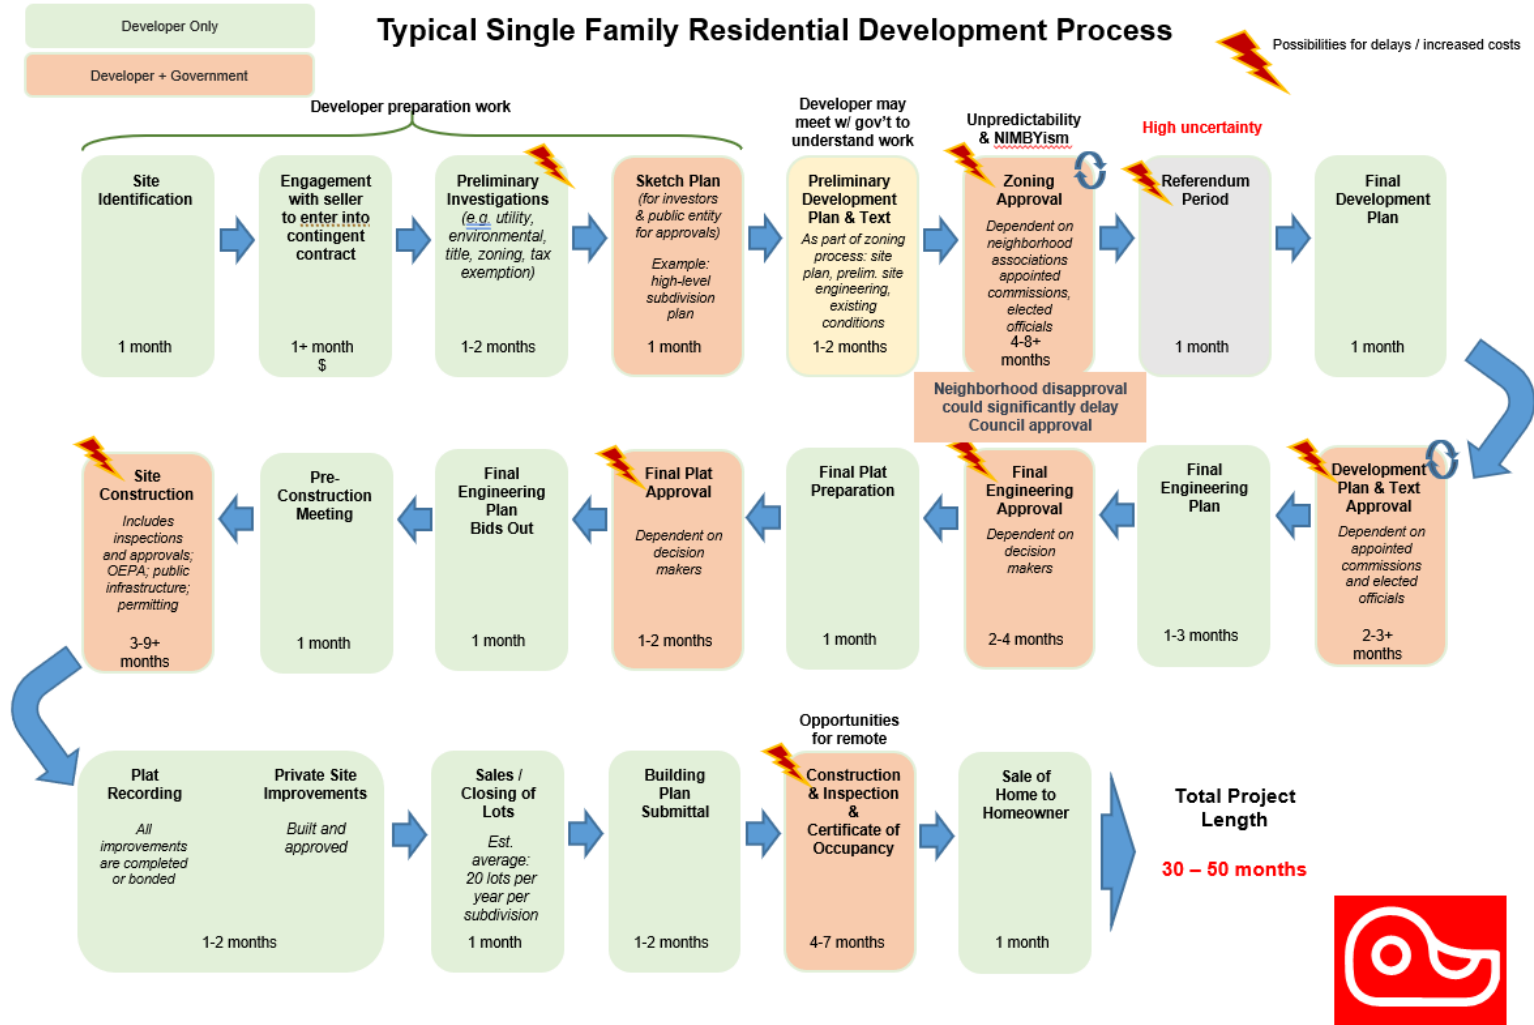 Developer Only
Typical Single Family Residential Development Process
Possibilities for delays / increased costs
Developer + Government
Developer preparation work
Developer may
meet w/ gov't to
understand work
Unpredictability
& NIMBYism
High uncertainty
Site
Identification
1 month
Engagement
with seller
to enter into
contingent
contract
1+ month
$
Preliminary
Investigations
(e.g. utility,
environmental,
title, zoning, tax
exemption)
1-2 months
Sketch Plan
(for investors
& public entity
for approvals)
Example:
high-level
subdivision
plan
1 month
Preliminary
Development
Plan & Text
As part of zoning
process: site
plan, prelim. site
engineering,
existing
conditions
1-2 months
Zoning
Approval
Dependent on
neighborhood
associations
appointed
commissions,
elected
officials
4-8+
months
Neighborhood disapproval
could significantly delay
Council approval
Referendum
Period
1 month
Final
Development
Plan
1 month
Development
Plan & Text
Approval
Dependent on
appointed
commissions
and elected
officials
2-3+
months
Final
Engineering
Plan
1-3 months
Final
Engineering
Approval
Dependent on
decision
makers
2-4 months
Final Plat
Preparation
1 month
Final Plat
Approval
Dependent on
decision
makers
1-2 months
Final
Engineering
Plan
Bids Out
1 month
Pre-
Construction
Meeting
1 month
Site
Construction
Includes
inspections
and approvals;
OEPA; public
infrastructure;
permitting
3-9+
months
Plat
Recording
All
improvements
are completed
or bonded
Private Site
Improvements
Built and
approved
1-2 months
Sales /
Closing of
Lots
Est.
average:
20 lots per
year per
subdivision
1 month
Building
Plan
Submittal
1-2 months
Opportunities
for remote
Construction
& Inspection
&
Certificate of
Occupancy
4-7 months
Sale of
Home to
Homeowner
1 month
Total Project
Length
30 – 50 months